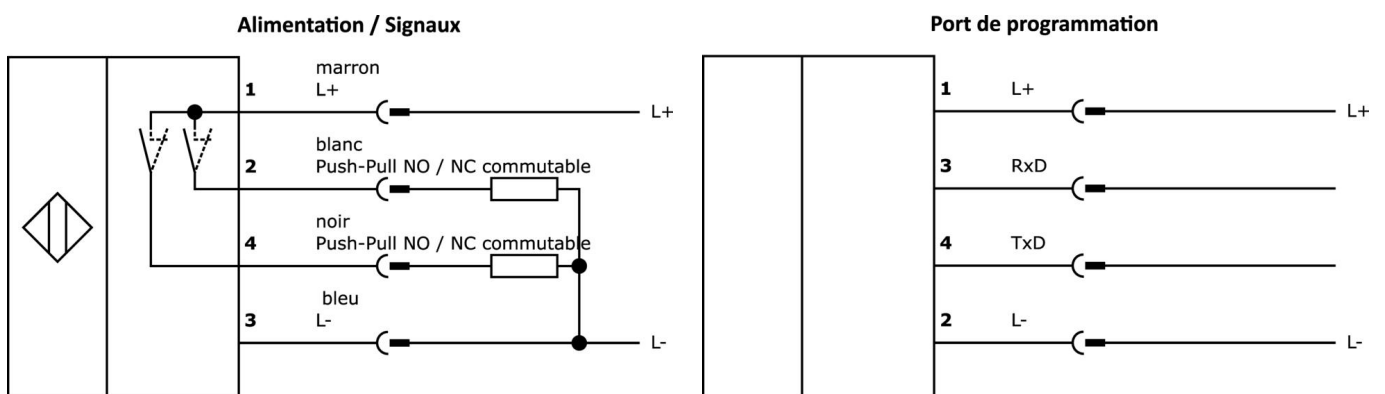 Alimentation / Signaux
marron
1 L+
L+
blanc
2 Push-Pull NO / NC commutable
noir
4 Push-Pull NO / NC commutable
bleu
3 L-
L-
Port de programmation
1 L+
L+
3 RxD
4 TxD
2 L-
L-